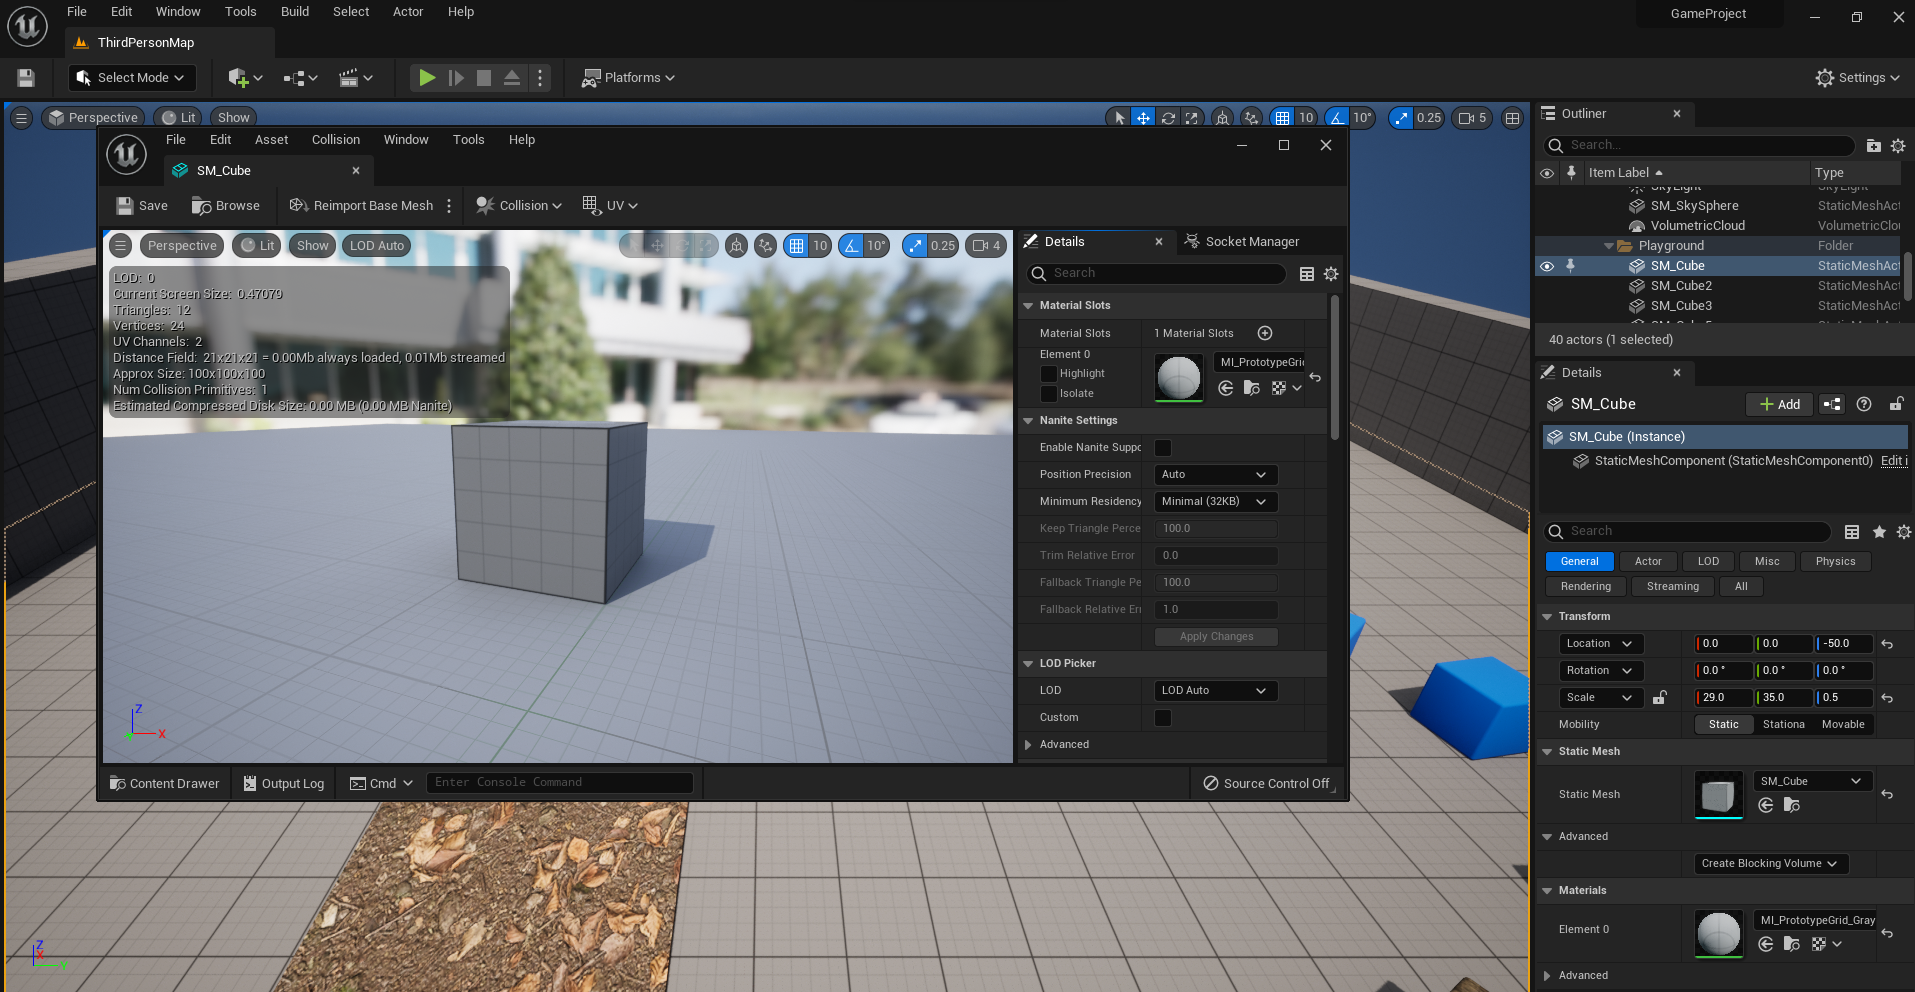 File Edit Window Tools Build Select Actor Help
GameProject
ThirdPersonMap
Select Mode
Platforms
Settings
Perspective Lit Show
10 10° 0.25 5
File Edit Asset Collision Window Tools Help
SM_Cube
Save Browse Reimport Base Mesh Collision UV
Perspective Lit Show LOD Auto
10 10° 0.25 4
LOD: 0
Current Screen Size: 0.47079
Triangles: 12
Vertices: 24
UV Channels: 2
Distance Field: 21x21x21 = 0.00Mb always loaded, 0.01Mb streamed
Approx Size: 100x100x100
Num Collision Primitives: 1
Estimated Compressed Disk Size: 0.00 MB (0.00 MB Nanite)
Z
X
Y
Details Socket Manager
Search
Material Slots
Material Slots 1 Material Slots
Element 0
Highlight
Isolate
MI_PrototypeGri
Nanite Settings
Enable Nanite Suppo
Position Precision Auto
Minimum Residency Minimal (32KB)
Keep Triangle Perce 100.0
Trim Relative Error 0.0
Fallback Triangle Pe 100.0
Fallback Relative Err 1.0
Apply Changes
LOD Picker
LOD LOD Auto
Custom
Advanced
Content Drawer Output Log Cmd Enter Console Command
Source Control Off
Z
X
Y
Outliner
Search...
Item Label Type
SkyLight SkyLight
SM_SkySphere StaticMeshAct
VolumetricCloud VolumetricClou
Playground Folder
SM_Cube StaticMeshAct
SM_Cube2 StaticMeshAct
SM_Cube3 StaticMeshAct
40 actors (1 selected)
Details
SM_Cube
Add
SM_Cube (Instance)
StaticMeshComponent (StaticMeshComponent0) Edit i
Search
General Actor LOD Misc Physics
Rendering Streaming All
Transform
Location 0.0 0.0 -50.0
Rotation 0.0 ° 0.0 ° 0.0 °
Scale 29.0 35.0 0.5
Mobility Static Stationa Movable
Static Mesh
Static Mesh SM_Cube
Advanced
Create Blocking Volume
Materials
Element 0 MI_PrototypeGrid_Gray
Advanced